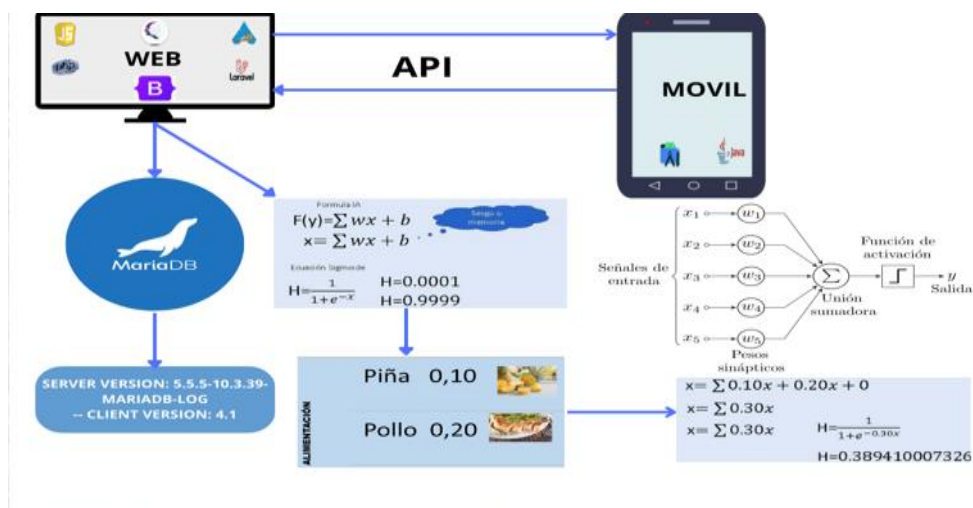 JS
WEB
php
Laravel
B
API
MOVIL
Java
MariaDB
SERVER VERSION: 5.5.5-10.3.39-
MARIADB-LOG
-- CLIENT VERSION: 4.1
Formula IA
F(y)=∑wx + b
x= ∑wx + b
Sesgo o
memoria
Ecuación Sigmoide
H= 1/(1+e^-x)
H=0.0001
H=0.9999
ALIMENTACIÓN
Piña 0,10
Pollo 0,20
Señales de
entrada
x1 w1
x2 w2
x3 w3
x4 w4
x5 w5
Pesos
sinápticos
∑
Unión
sumadora
Función de
activación
y
Salida
x= ∑0.10x + 0.20x + 0
x= ∑0.30x
x= ∑0.30x
H= 1/(1+e^-0.30x)
H=0.389410007326